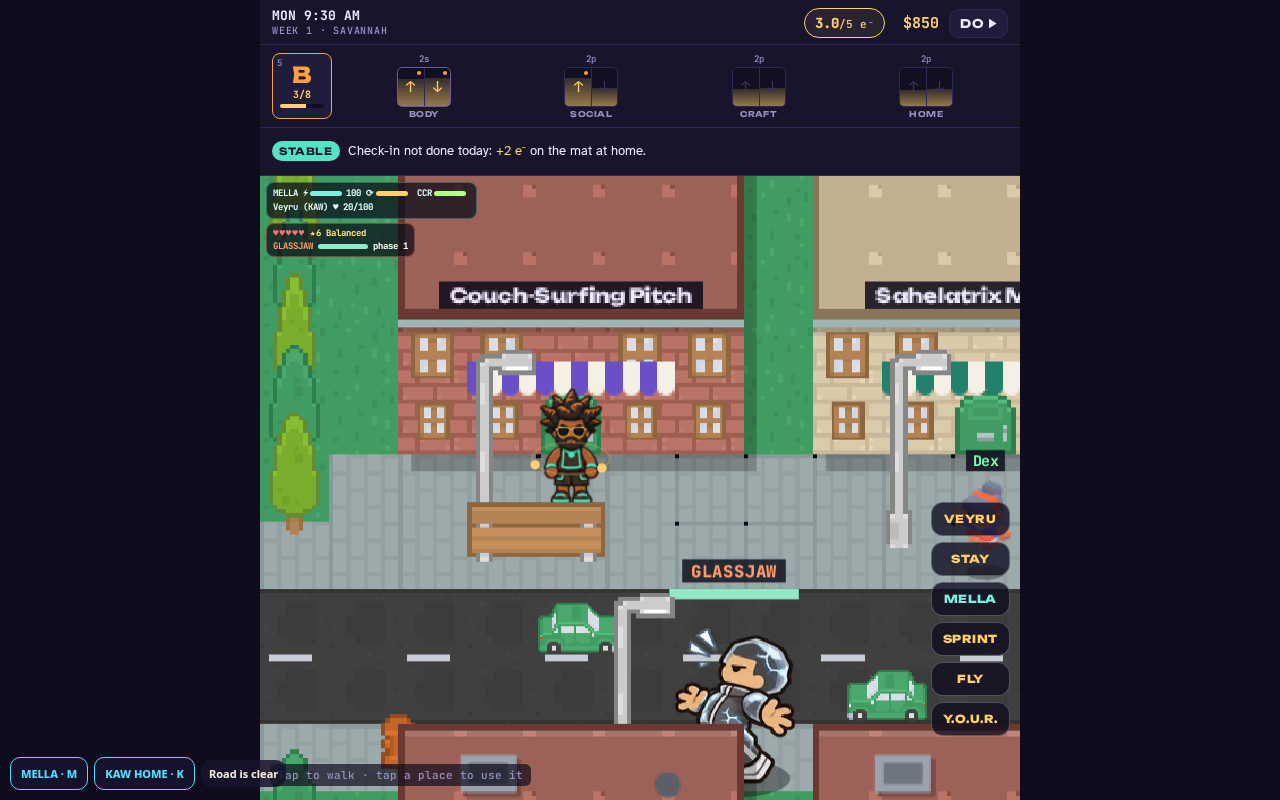 MON 9:30 AM
WEEK 1 · SAVANNAH
3.0/5 e⁻
$850
DO ▶
5
B
3/8
2s
↑ ↓
BODY
2p
↑ ↓
SOCIAL
2p
↑ ↓
CRAFT
2p
↑ ↓
HOME
STABLE Check-in not done today: +2 e⁻ on the mat at home.
MELLA ⚡ 100 ⟳ CCR
Veyru (KAW) ♥ 20/100
♥♥♥♥♥ ★6 Balanced
GLASSJAW phase 1
Couch-Surfing Pitch
Sahelatrix M
Dex
VEYRU
STAY
GLASSJAW
MELLA
SPRINT
FLY
Y.O.U.R.
MELLA · M
KAW HOME · K
Road is clear
ap to walk · tap a place to use it